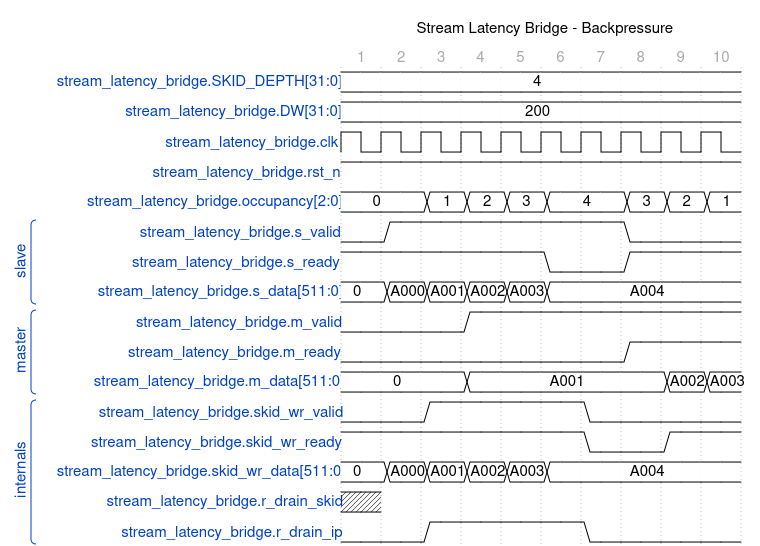 Stream Latency Bridge - Backpressure
1 2 3 4 5 6 7 8 9 10
stream_latency_bridge.SKID_DEPTH[31:0] 4
stream_latency_bridge.DW[31:0] 200
stream_latency_bridge.clk
stream_latency_bridge.rst_n
stream_latency_bridge.occupancy[2:0] 0 1 2 3 4 3 2 1
slave
stream_latency_bridge.s_valid
stream_latency_bridge.s_ready
stream_latency_bridge.s_data[511:0] 0 A000 A001 A002 A003 A004
master
stream_latency_bridge.m_valid
stream_latency_bridge.m_ready
stream_latency_bridge.m_data[511:0 0 A001 A002 A003
internals
stream_latency_bridge.skid_wr_valid
stream_latency_bridge.skid_wr_ready
stream_latency_bridge.skid_wr_data[511:0 0 A000 A001 A002 A003 A004
stream_latency_bridge.r_drain_skid
stream_latency_bridge.r_drain_ip